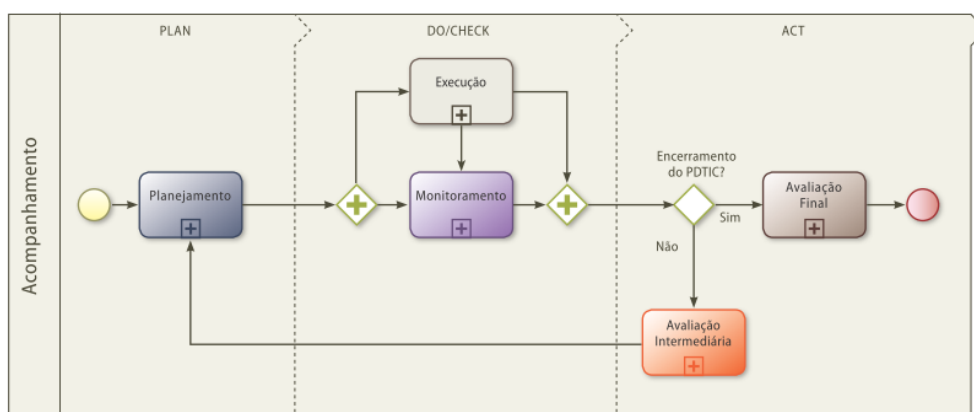 PLAN
DO/CHECK
ACT
Acompanhamento
Planejamento
Execução
Monitoramento
Encerramento
do PDTIC?
Sim
Não
Avaliação
Final
Avaliação
Intermediária